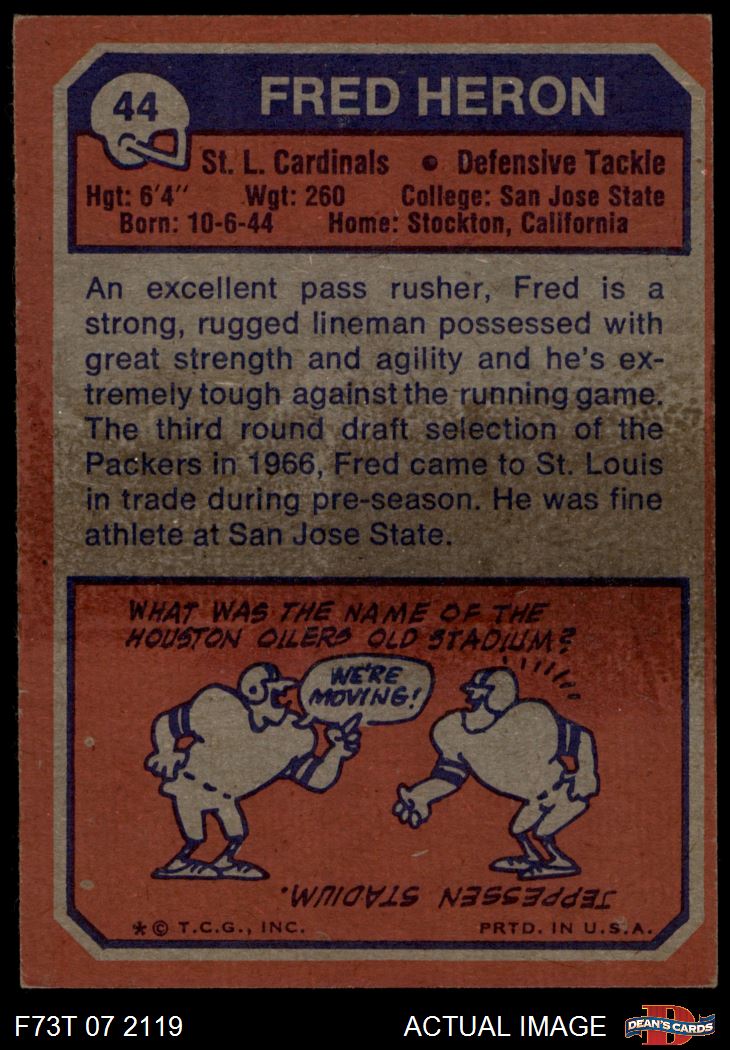 44
FRED HERON
St. L. Cardinals • Defensive Tackle
Hgt: 6'4" Wgt: 260 College: San Jose State
Born: 10-6-44 Home: Stockton, California
An excellent pass rusher, Fred is a
strong, rugged lineman possessed with
great strength and agility and he's ex-
tremely tough against the running game.
The third round draft selection of the
Packers in 1966, Fred came to St. Louis
in trade during pre-season. He was fine
athlete at San Jose State.
WHAT WAS THE NAME OF THE
HOUSTON OILERS OLD STADIUM?
WE'RE
MOVING!
JEPPESSEN STADIUM.
* © T.C.G., INC. PRTD. IN U.S.A.
F73T 07 2119 ACTUAL IMAGE
D
DEAN'S CARDS